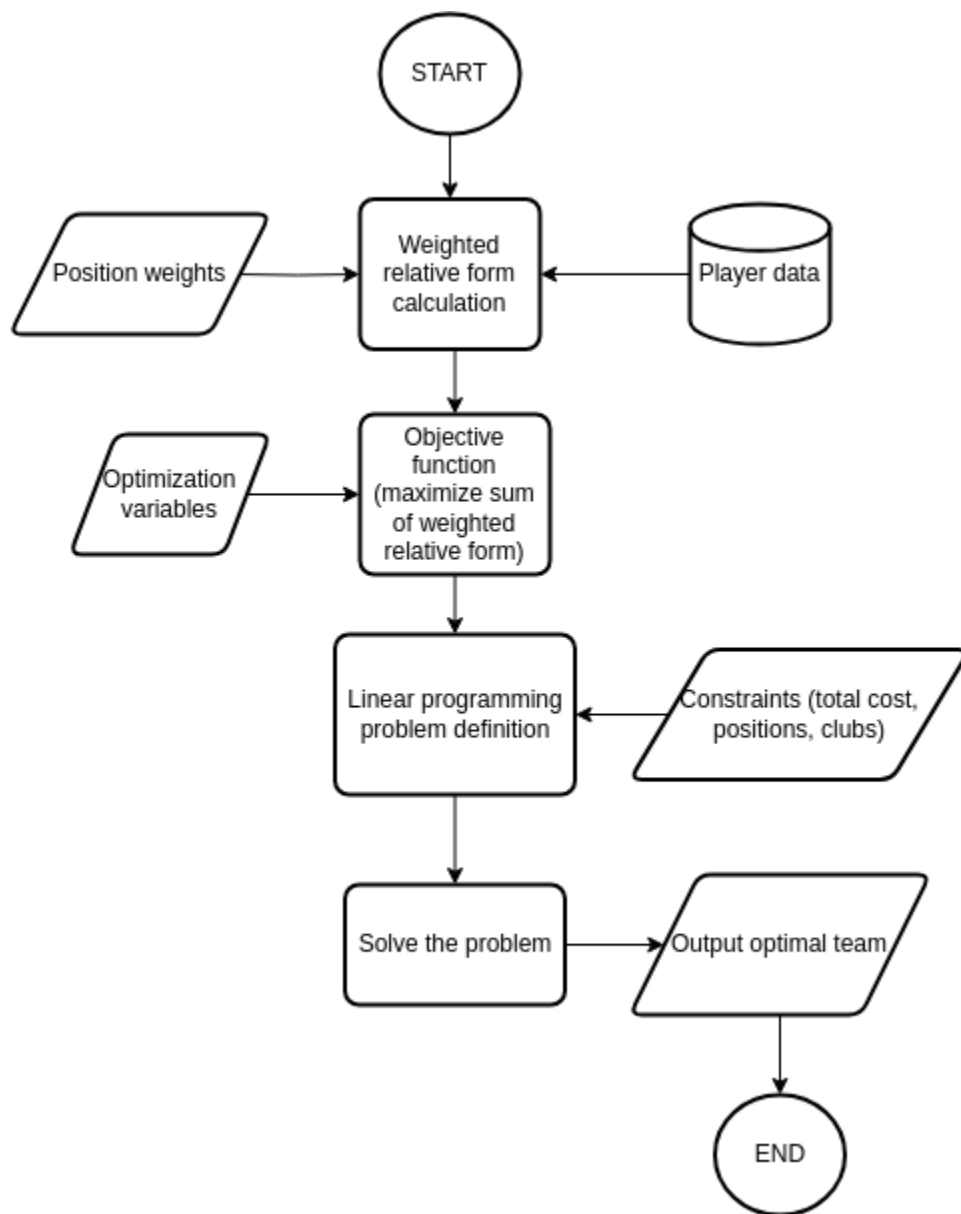 START
Position weights
Weighted
relative form
calculation
Player data
Optimization
variables
Objective
function
(maximize sum
of weighted
relative form)
Linear programming
problem definition
Constraints (total cost,
positions, clubs)
Solve the problem
Output optimal team
END